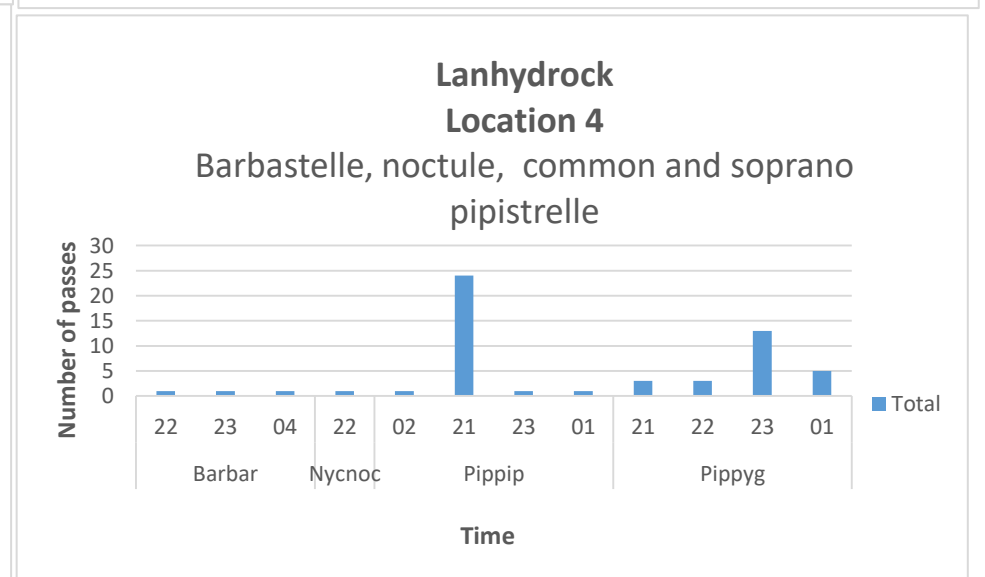 Lanhydrock
Location 4
Barbastelle, noctule, common and soprano
pipistrelle
Number of passes
30
25
20
15
10
5
0
22 23 04 22 02 21 23 01 21 22 23 01
Barbar Nycnoc Pippip Pippyg
Total
Time